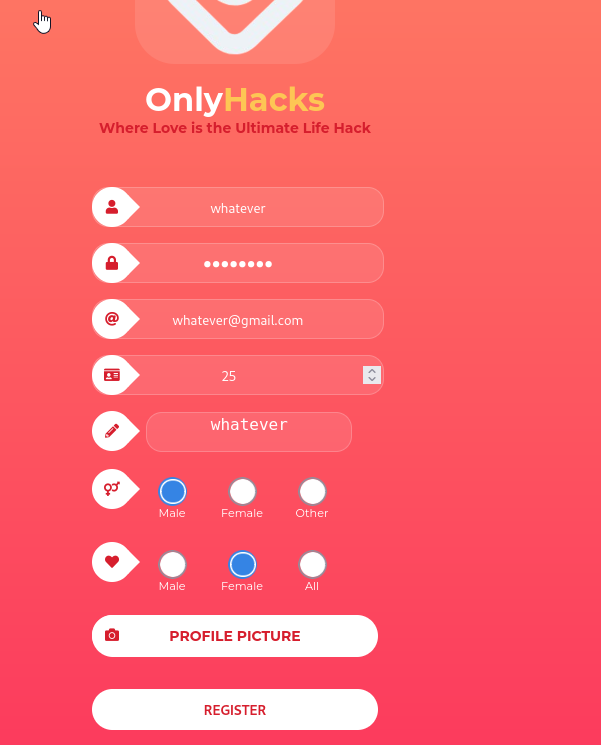 OnlyHacks
Where Love is the Ultimate Life Hack
whatever
••••••••
whatever@gmail.com
25
whatever
Male Female Other
Male Female All
PROFILE PICTURE
REGISTER